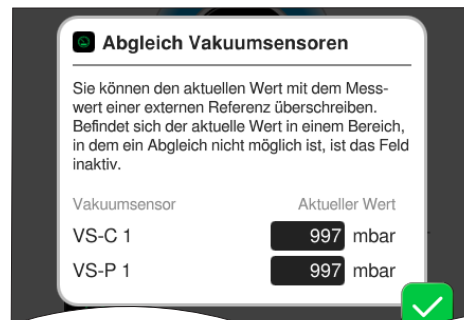 Abgleich Vakuumsensoren
Sie können den aktuellen Wert mit dem Mess-
wert einer externen Referenz überschreiben.
Befindet sich der aktuelle Wert in einem Bereich,
in dem ein Abgleich nicht möglich ist, ist das Feld
inaktiv.
Vakuumsensor Aktueller Wert
VS-C 1 997 mbar
VS-P 1 997 mbar